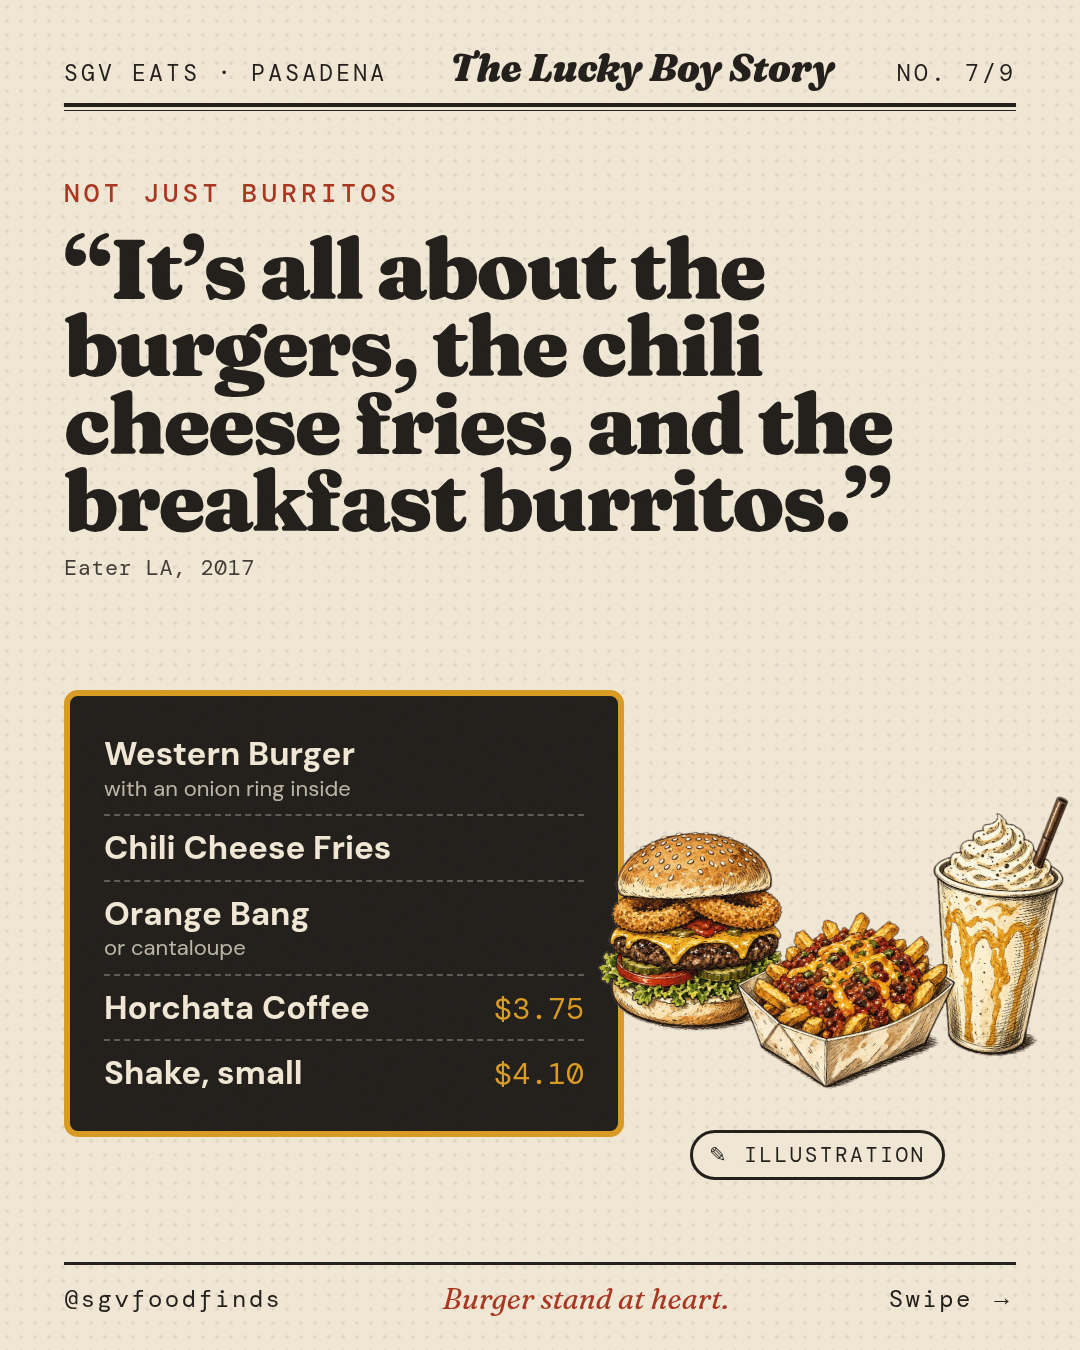 SGV EATS · PASADENA
The Lucky Boy Story
NO. 7/9
NOT JUST BURRITOS
“It’s all about the
burgers, the chili
cheese fries, and the
breakfast burritos.”
Eater LA, 2017
Western Burger
with an onion ring inside
Chili Cheese Fries
Orange Bang
or cantaloupe
Horchata Coffee $3.75
Shake, small $4.10
✎ ILLUSTRATION
@sgvfoodfinds
Burger stand at heart.
Swipe →